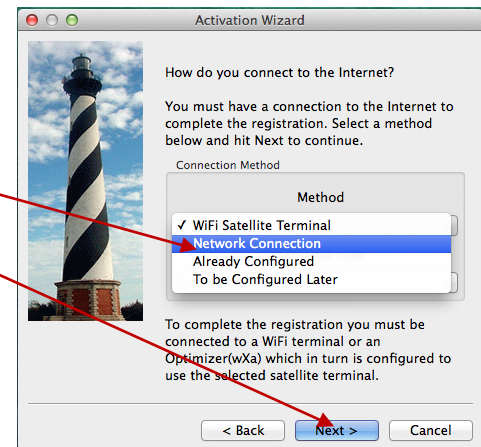 Activation Wizard
How do you connect to the Internet?
You must have a connection to the Internet to
complete the registration. Select a method
below and hit Next to continue.
Connection Method
Method
✓ WiFi Satellite Terminal
Network Connection
Already Configured
To be Configured Later
To complete the registration you must be
connected to a WiFi terminal or an
Optimizer(wXa) which in turn is configured to
use the selected satellite terminal.
< Back
Next >
Cancel